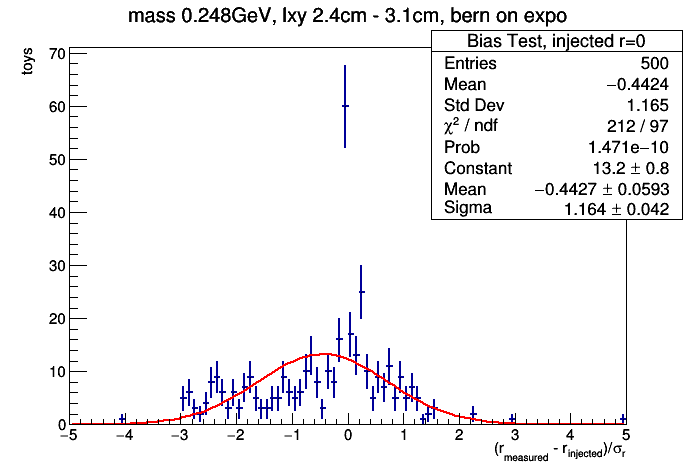 mass 0.248GeV, lxy 2.4cm - 3.1cm, bern on expo
Bias Test, injected r=0
Entries 500
Mean −0.4424
Std Dev 1.165
χ² / ndf 212 / 97
Prob 1.471e−10
Constant 13.2 ± 0.8
Mean −0.4427 ± 0.0593
Sigma 1.164 ± 0.042
toys
70
60
50
40
30
20
10
0
−5 −4 −3 −2 −1 0 1 2 3 4 5
(r_measured - r_injected)/σ_r